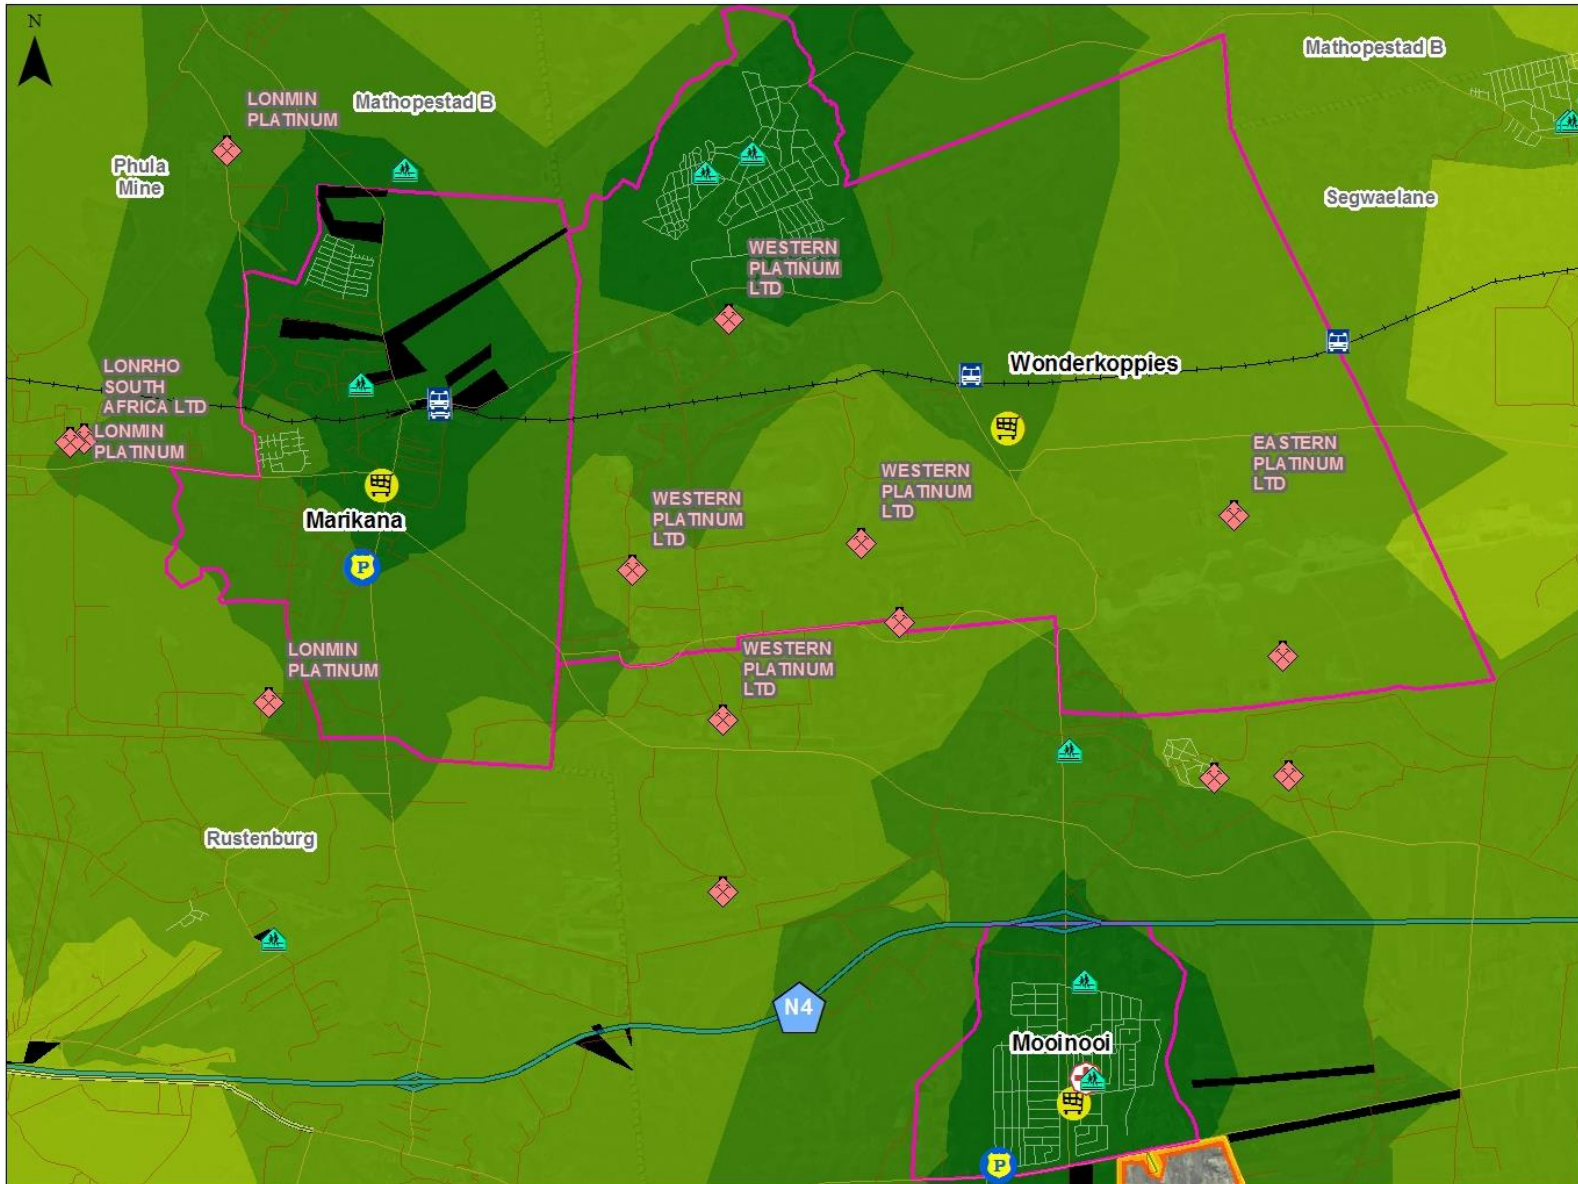 N
Mathopestad B
LONMIN
PLATINUM
Mathopestad B
Phula
Mine
Segwaelane
WESTERN
PLATINUM
LTD
LONRHO
SOUTH
AFRICA LTD
Wonderkoppies
LONMIN
PLATINUM
EASTERN
PLATINUM
LTD
WESTERN
PLATINUM
LTD
WESTERN
PLATINUM
LTD
Marikana
P
LONMIN
PLATINUM
WESTERN
PLATINUM
LTD
Rustenburg
N4
Mooinooi
P